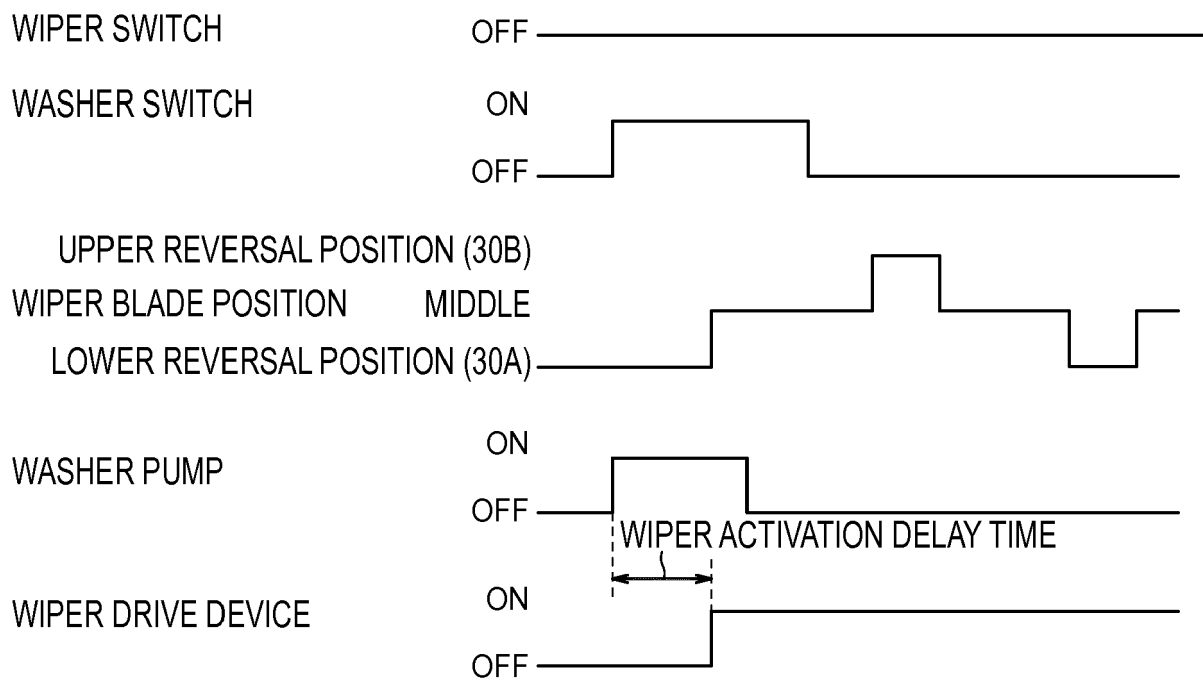 WIPER SWITCH OFF
WASHER SWITCH ON
OFF
UPPER REVERSAL POSITION (30B)
WIPER BLADE POSITION MIDDLE
LOWER REVERSAL POSITION (30A)
ON
WASHER PUMP
OFF
WIPER ACTIVATION DELAY TIME
ON
WIPER DRIVE DEVICE
OFF